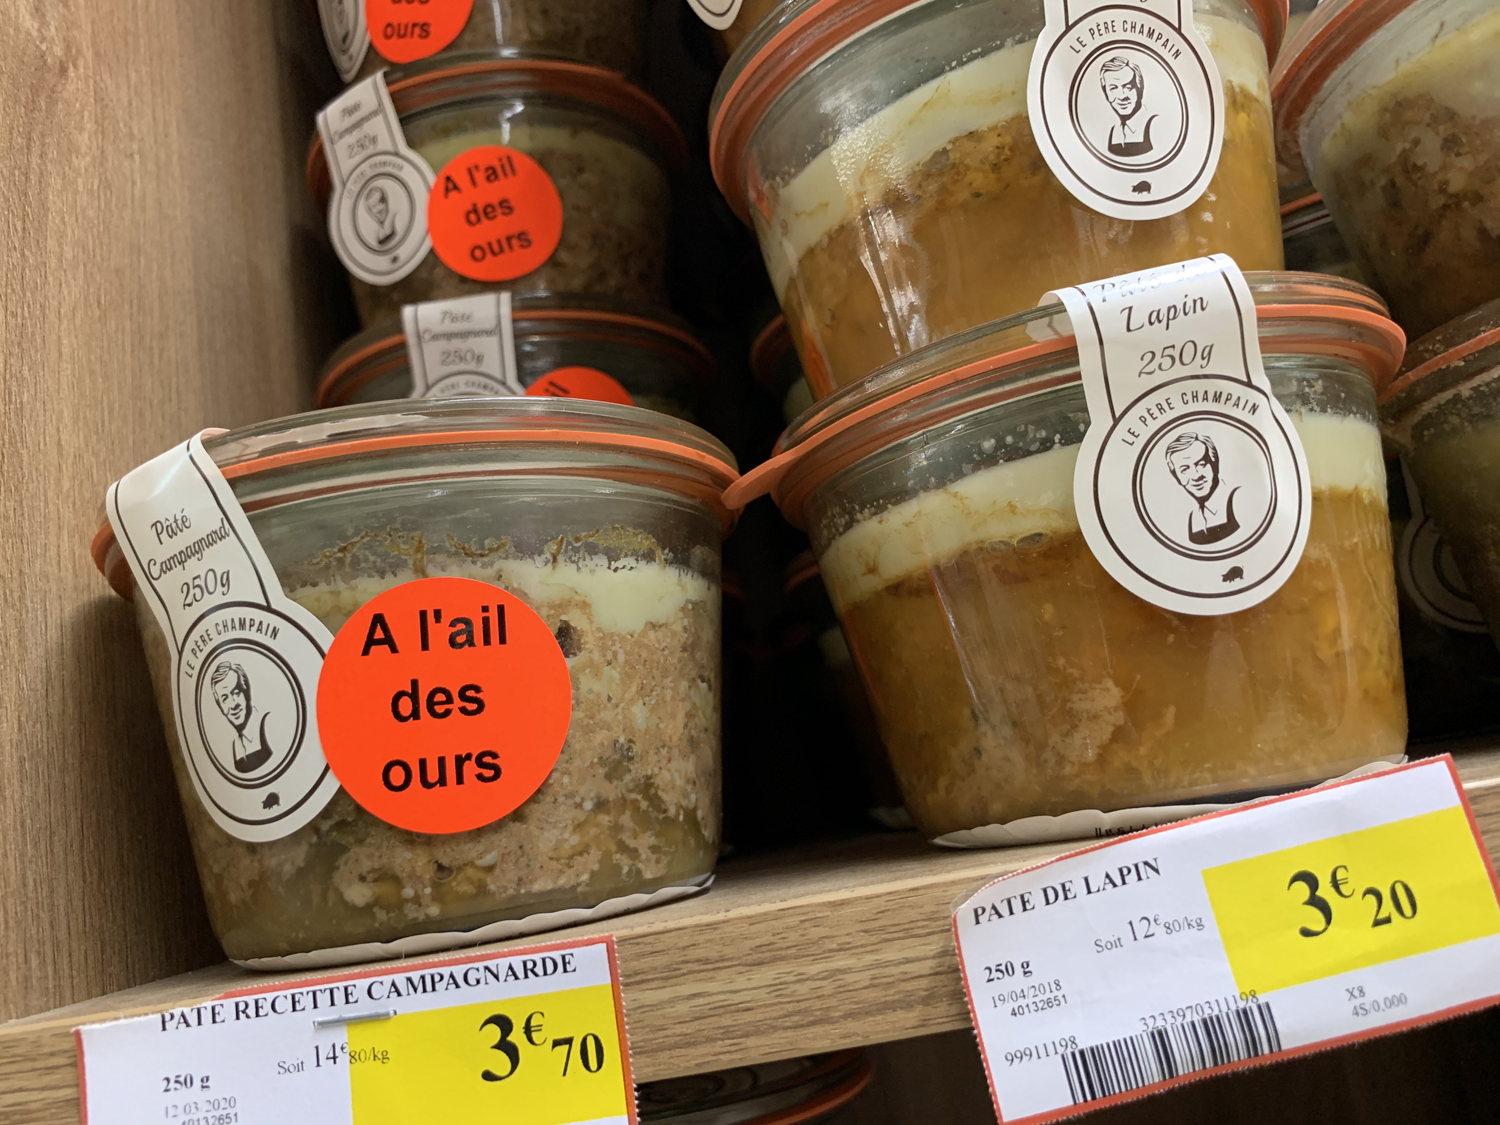 ours
Pâté
Campagnard
250g
A l'ail
des
ours
LE PÈRE CHAMPAIN
Pâté
Campagnard
250g
Pâté de
Lapin
250g
LE PÈRE CHAMPAIN
Pâté
Campagnard
250g
LE PÈRE CHAMPAIN
A l'ail
des
ours
PATE RECETTE CAMPAGNARDE
Soit 14€80/kg
3€70
250 g
12/03/2020
40132651
PATE DE LAPIN
Soit 12€80/kg
3€20
250 g
19/04/2018
40132651
3233970311198
99911198
X8
4S/0,000